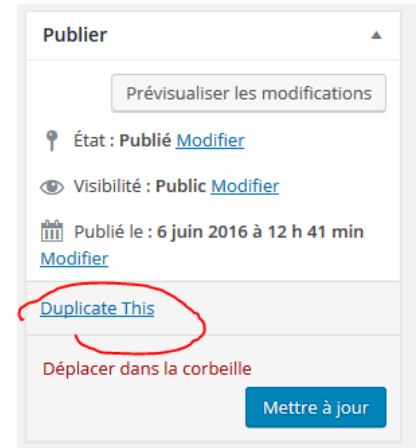 Publier
Prévisualiser les modifications
État : Publié Modifier
Visibilité : Public Modifier
Publié le : 6 juin 2016 à 12 h 41 min
Modifier
Duplicate This
Déplacer dans la corbeille
Mettre à jour